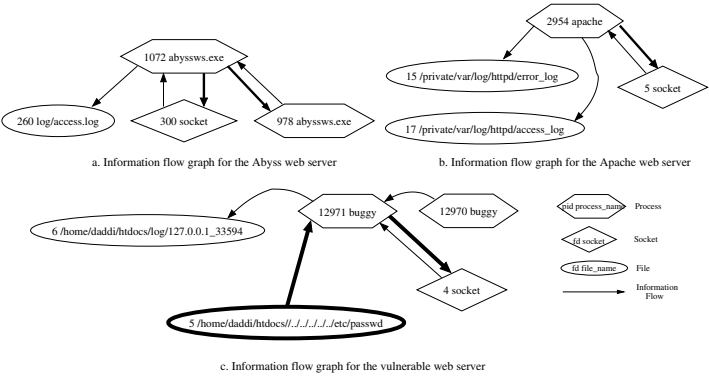 1072 abyssws.exe
260 log/access.log
300 socket
978 abyssws.exe
a. Information flow graph for the Abyss web server
2954 apache
15 /private/var/log/httpd/error_log
5 socket
17 /private/var/log/httpd/access_log
b. Information flow graph for the Apache web server
12971 buggy
12970 buggy
6 /home/daddi/htdocs/log/127.0.0.1_33594
4 socket
5 /home/daddi/htdocs//../../../../../etc/passwd
c. Information flow graph for the vulnerable web server
pid process_name
Process
fd socket
Socket
fd file_name
File
Information
Flow